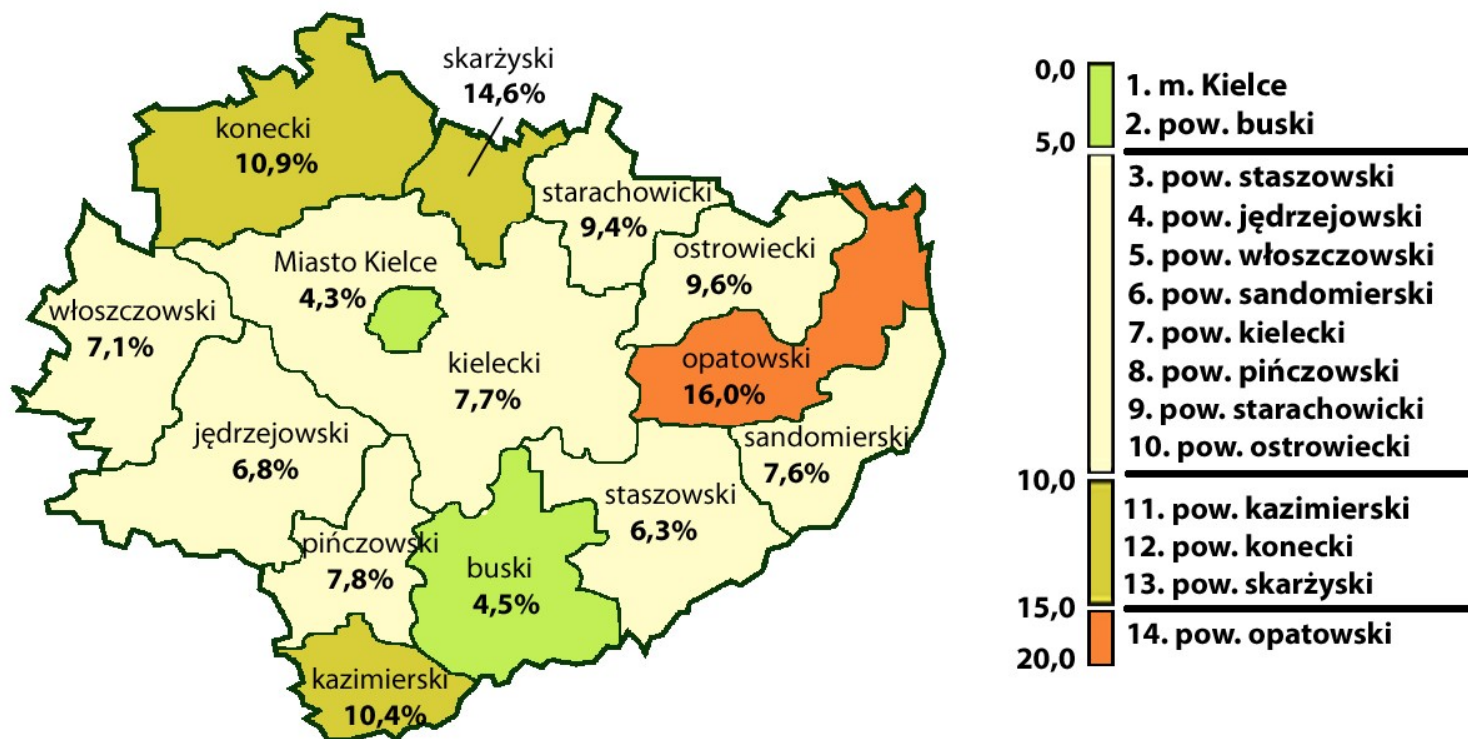 skarżyski
14,6%
konecki
10,9%
starachowicki
9,4%
ostrowiecki
9,6%
Miasto Kielce
4,3%
włoszczowski
7,1%
kielecki
7,7%
opatowski
16,0%
jędrzejowski
6,8%
sandomierski
7,6%
staszowski
6,3%
pińczowski
7,8%
buski
4,5%
kazimierski
10,4%
0,0
1. m. Kielce
2. pow. buski
5,0
3. pow. staszowski
4. pow. jędrzejowski
5. pow. włoszczowski
6. pow. sandomierski
7. pow. kielecki
8. pow. pińczowski
9. pow. starachowicki
10. pow. ostrowiecki
10,0
11. pow. kazimierski
12. pow. konecki
13. pow. skarżyski
15,0
14. pow. opatowski
20,0